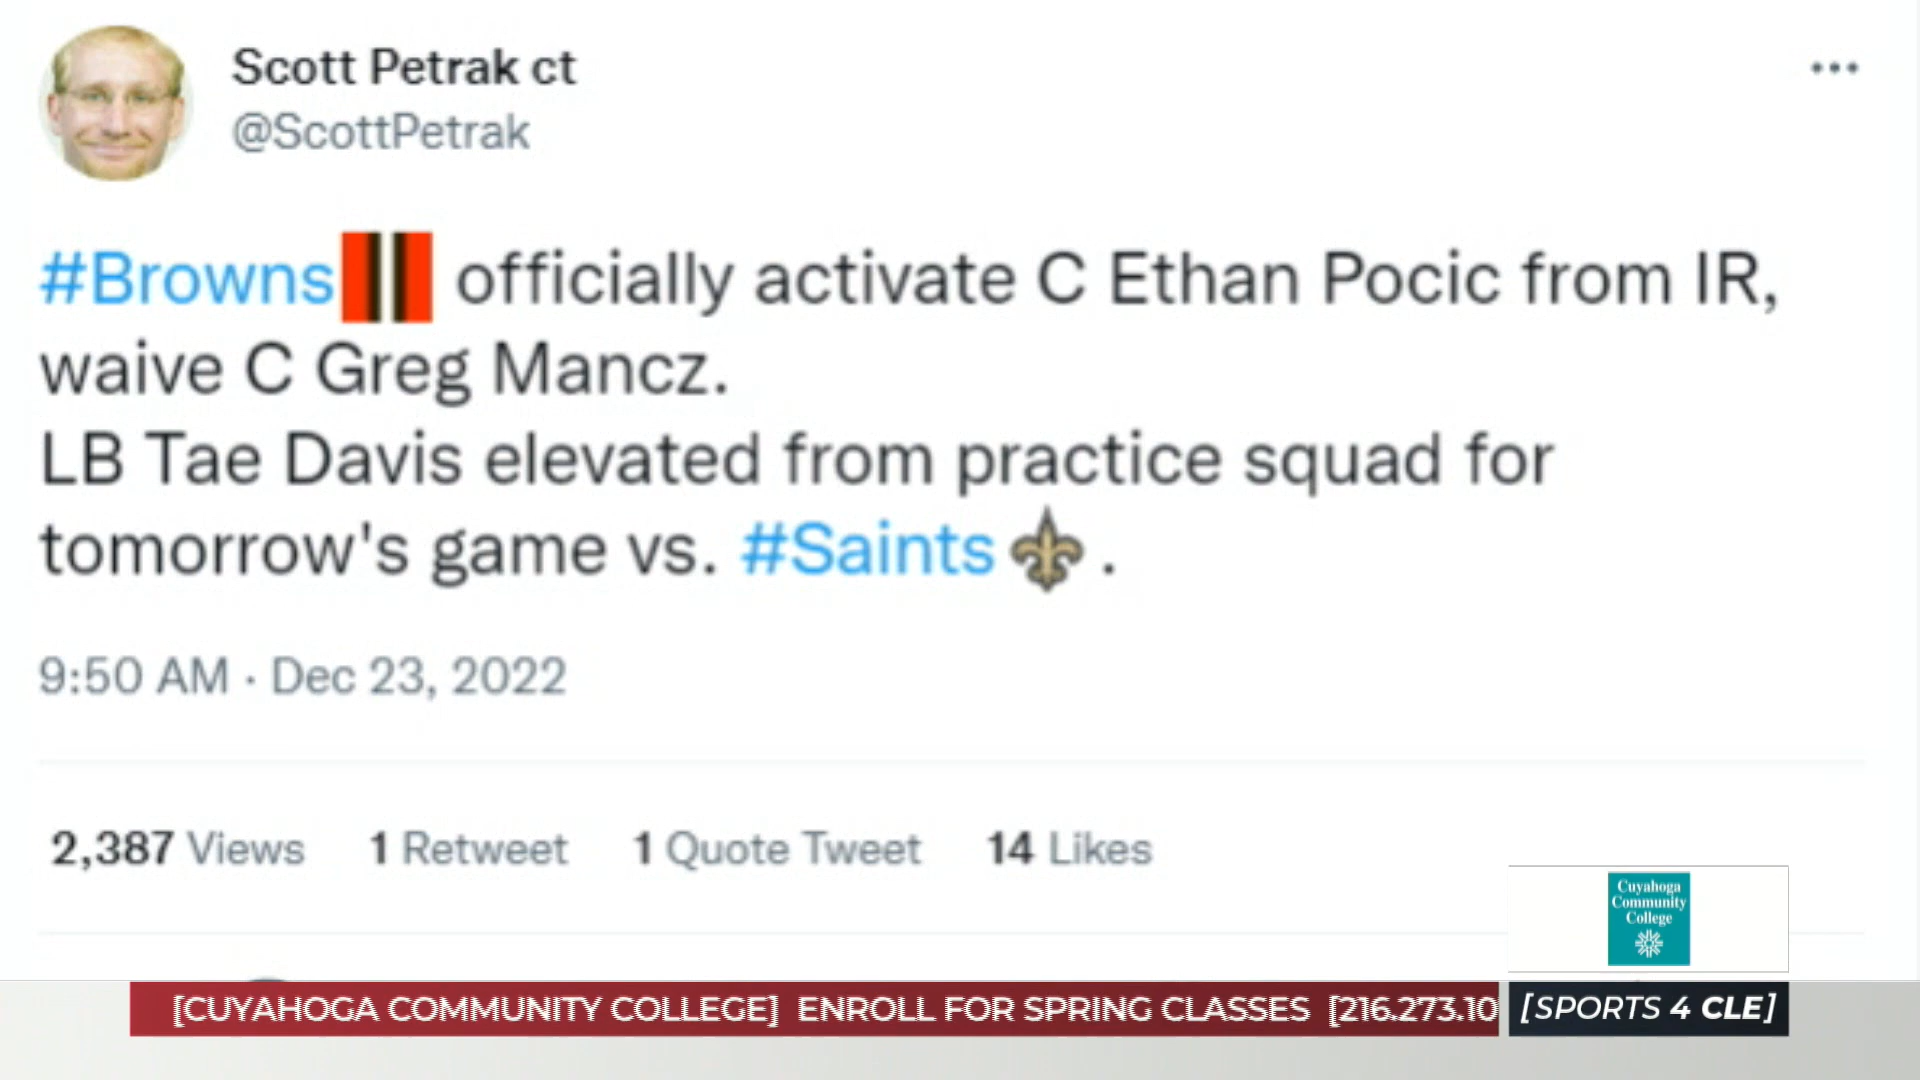 Scott Petrak ct
@ScottPetrak
#Browns officially activate C Ethan Pocic from IR,
waive C Greg Mancz.
LB Tae Davis elevated from practice squad for
tomorrow's game vs. #Saints .
9:50 AM · Dec 23, 2022
2,387 Views 1 Retweet 1 Quote Tweet 14 Likes
Cuyahoga
Community
College
[CUYAHOGA COMMUNITY COLLEGE] ENROLL FOR SPRING CLASSES [216.273.10
[SPORTS 4 CLE]